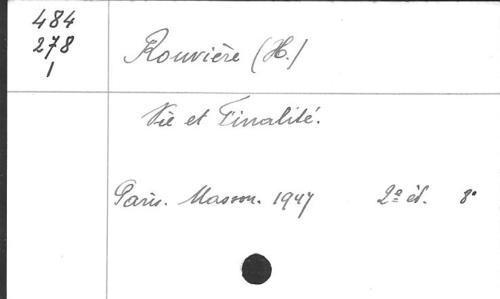 484
278
1
Rouvière (H.)
Vie et Finalité.
Paris. Masson. 1947 2e éd. 8°